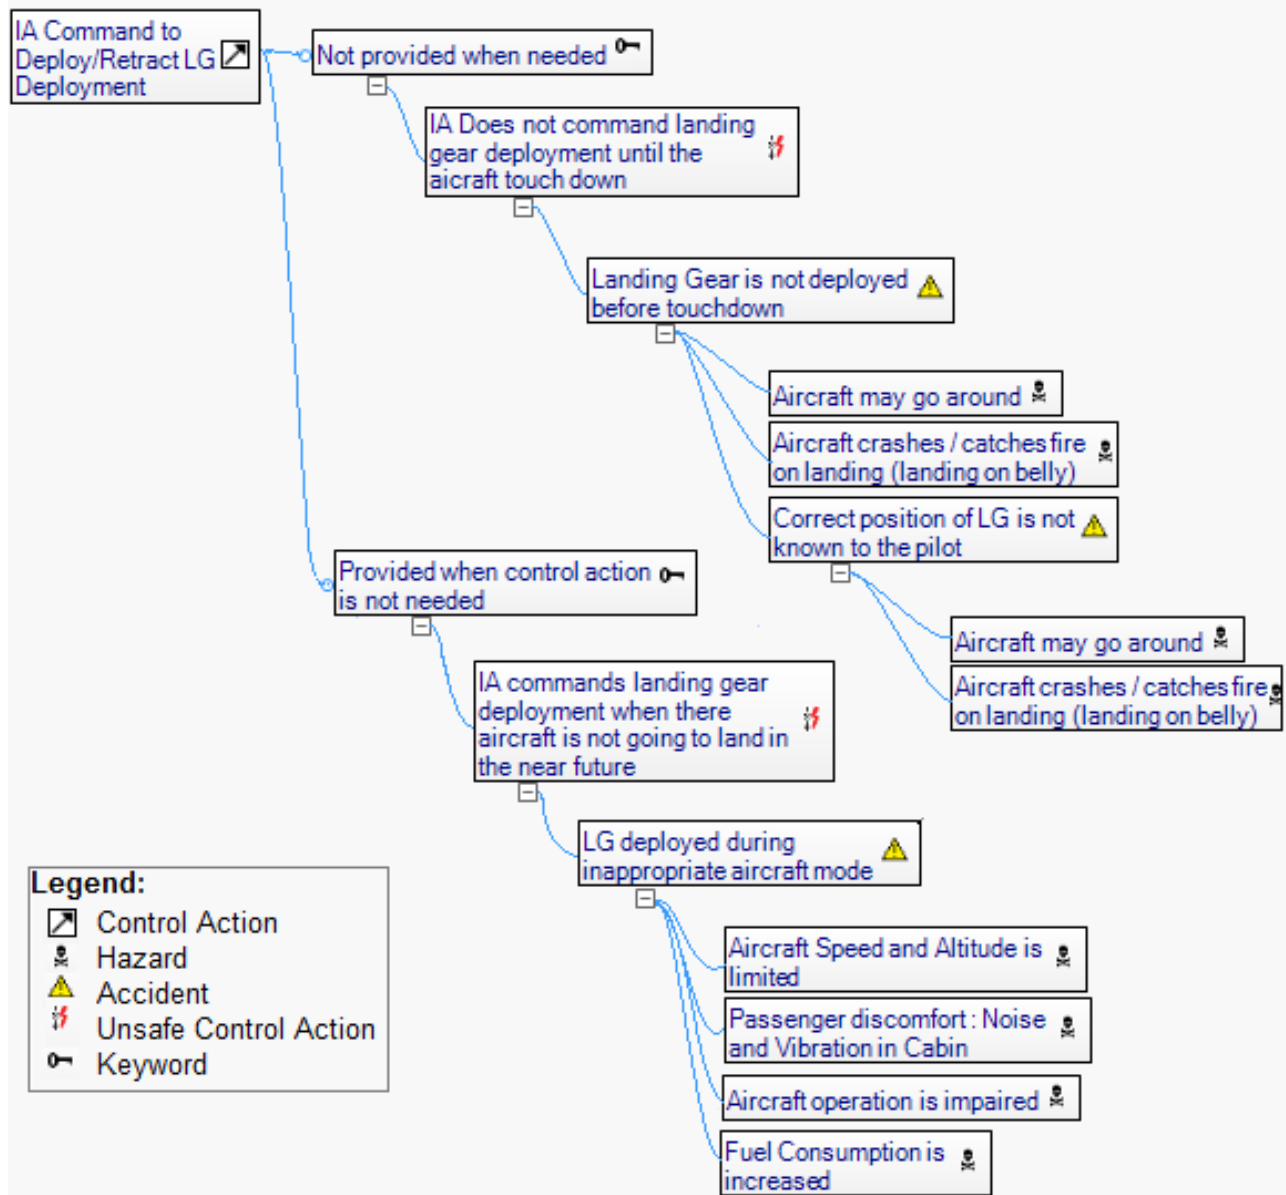 IA Command to
Deploy/Retract LG
Deployment
Not provided when needed
IA Does not command landing
gear deployment until the
aicraft touch down
Landing Gear is not deployed
before touchdown
Aircraft may go around
Aircraft crashes / catches fire
on landing (landing on belly)
Correct position of LG is not
known to the pilot
Aircraft may go around
Aircraft crashes / catches fire
on landing (landing on belly)
Provided when control action
is not needed
IA commands landing gear
deployment when there
aircraft is not going to land in
the near future
LG deployed during
inappropriate aircraft mode
Aircraft Speed and Altitude is
limited
Passenger discomfort : Noise
and Vibration in Cabin
Aircraft operation is impaired
Fuel Consumption is
increased
Legend:
Control Action
Hazard
Accident
Unsafe Control Action
Keyword